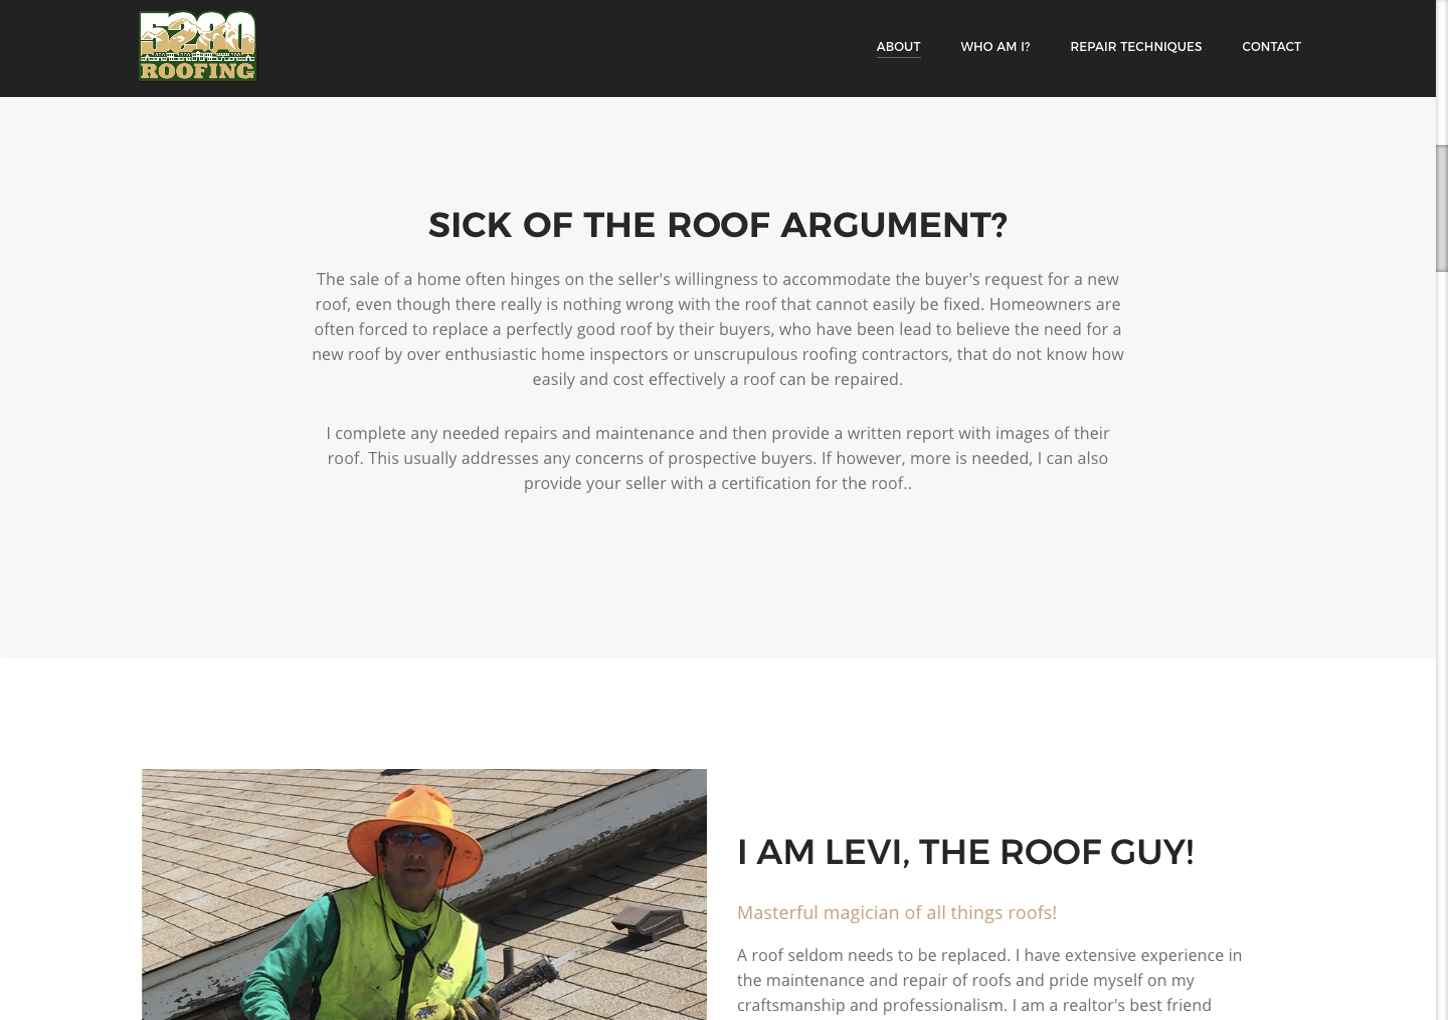 5280
ROOFING
ABOUT WHO AM I? REPAIR TECHNIQUES CONTACT
SICK OF THE ROOF ARGUMENT?
The sale of a home often hinges on the seller's willingness to accommodate the buyer's request for a new
roof, even though there really is nothing wrong with the roof that cannot easily be fixed. Homeowners are
often forced to replace a perfectly good roof by their buyers, who have been lead to believe the need for a
new roof by over enthusiastic home inspectors or unscrupulous roofing contractors, that do not know how
easily and cost effectively a roof can be repaired.
I complete any needed repairs and maintenance and then provide a written report with images of their
roof. This usually addresses any concerns of prospective buyers. If however, more is needed, I can also
provide your seller with a certification for the roof..
I AM LEVI, THE ROOF GUY!
Masterful magician of all things roofs!
A roof seldom needs to be replaced. I have extensive experience in
the maintenance and repair of roofs and pride myself on my
craftsmanship and professionalism. I am a realtor's best friend